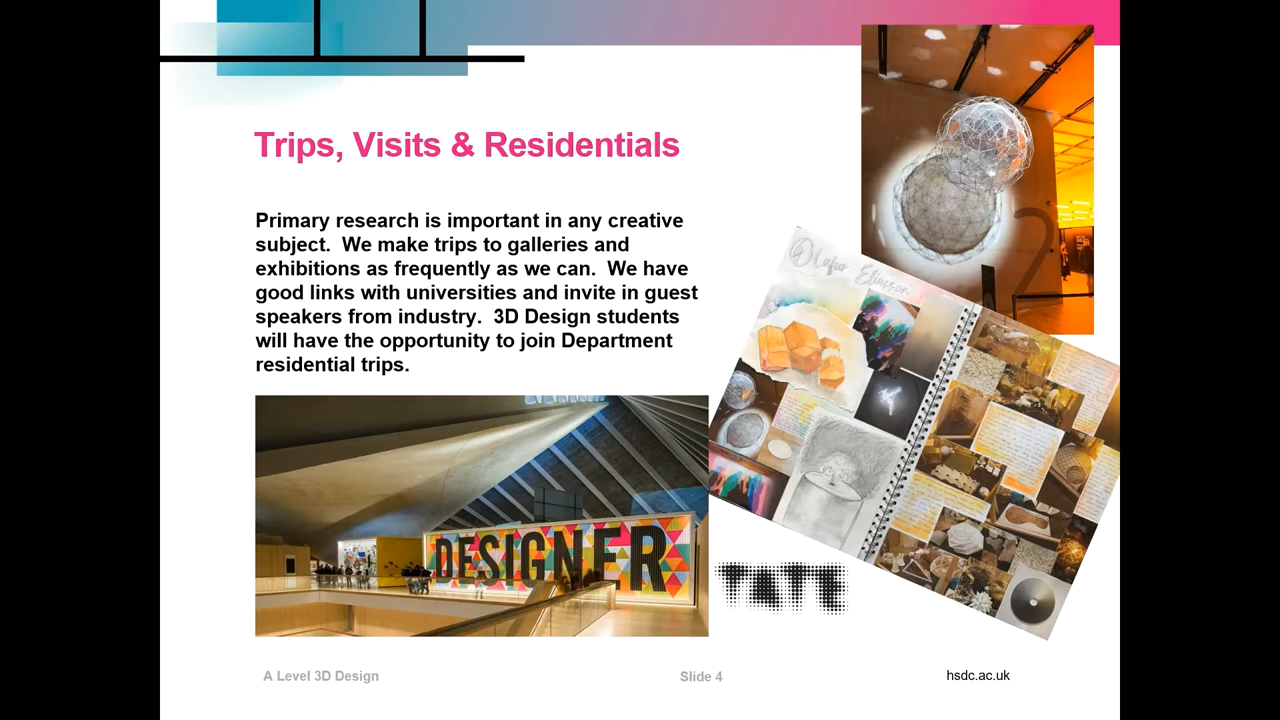 Trips, Visits & Residentials
Primary research is important in any creative
subject.  We make trips to galleries and
exhibitions as frequently as we can.  We have
good links with universities and invite in guest
speakers from industry.  3D Design students
will have the opportunity to join Department
residential trips.
Olafur Eliasson
DESIGNER
TATE
A Level 3D Design
Slide 4
hsdc.ac.uk